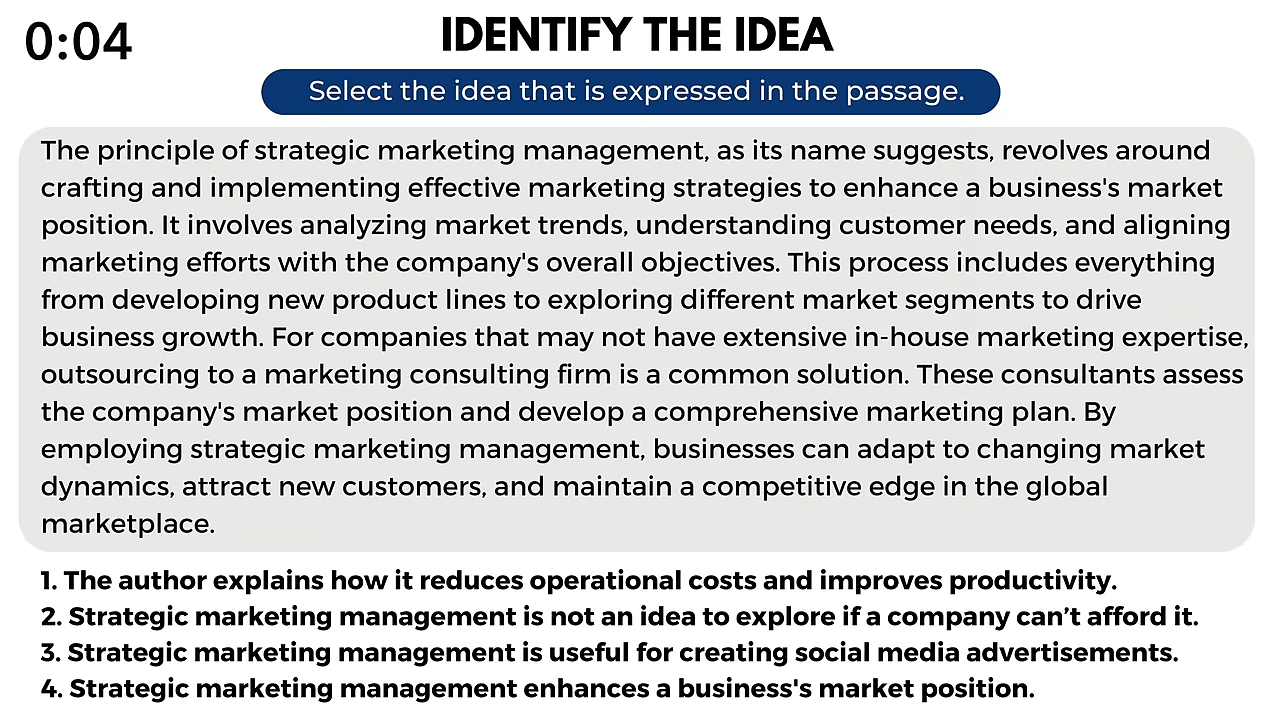 0:04
IDENTIFY THE IDEA
Select the idea that is expressed in the passage.
The principle of strategic marketing management, as its name suggests, revolves around
crafting and implementing effective marketing strategies to enhance a business's market
position. It involves analyzing market trends, understanding customer needs, and aligning
marketing efforts with the company's overall objectives. This process includes everything
from developing new product lines to exploring different market segments to drive
business growth. For companies that may not have extensive in-house marketing expertise,
outsourcing to a marketing consulting firm is a common solution. These consultants assess
the company's market position and develop a comprehensive marketing plan. By
employing strategic marketing management, businesses can adapt to changing market
dynamics, attract new customers, and maintain a competitive edge in the global
marketplace.
1. The author explains how it reduces operational costs and improves productivity.
2. Strategic marketing management is not an idea to explore if a company can’t afford it.
3. Strategic marketing management is useful for creating social media advertisements.
4. Strategic marketing management enhances a business's market position.